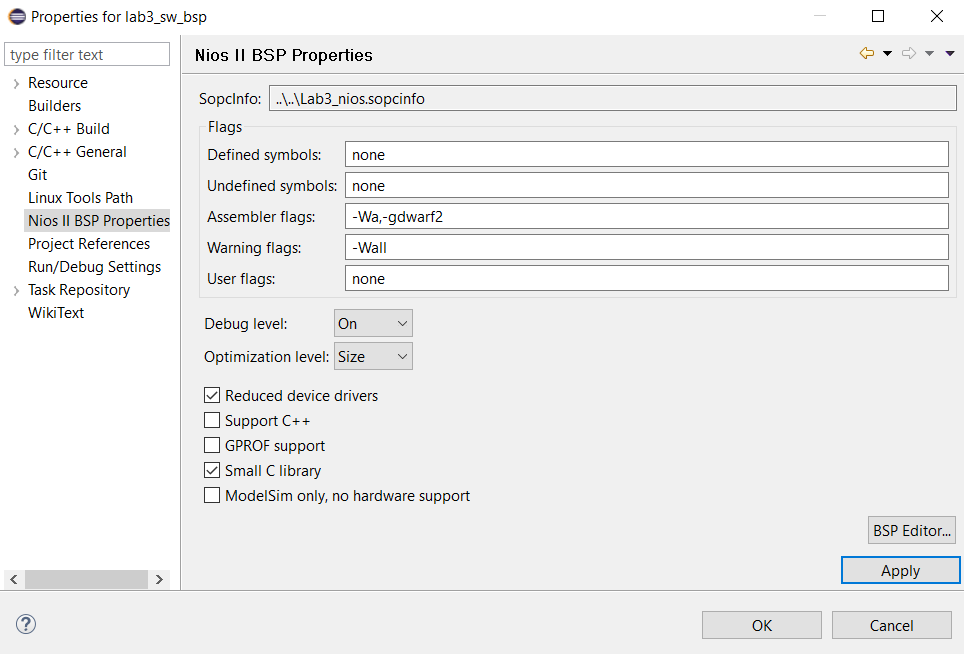 Properties for lab3_sw_bsp
type filter text
Resource
Builders
C/C++ Build
C/C++ General
Git
Linux Tools Path
Nios II BSP Properties
Project References
Run/Debug Settings
Task Repository
WikiText
Nios II BSP Properties
SopcInfo: ..\..\Lab3_nios.sopcinfo
Flags
Defined symbols: none
Undefined symbols: none
Assembler flags: -Wa,-gdwarf2
Warning flags: -Wall
User flags: none
Debug level: On
Optimization level: Size
Reduced device drivers
Support C++
GPROF support
Small C library
ModelSim only, no hardware support
BSP Editor...
Apply
?
OK Cancel